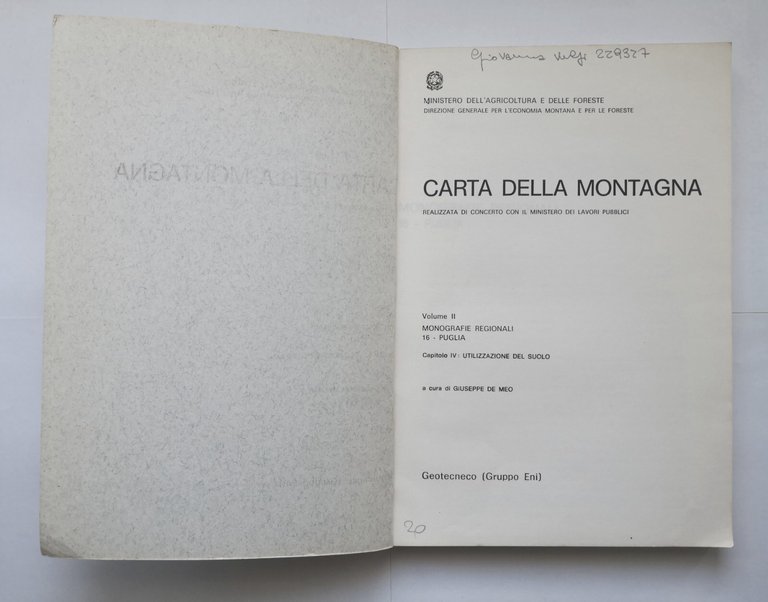 Giovanna 229327
MINISTERO DELL'AGRICOLTURA E DELLE FORESTE
DIREZIONE GENERALE PER L'ECONOMIA MONTANA E PER LE FORESTE
CARTA DELLA MONTAGNA
REALIZZATA DI CONCERTO CON IL MINISTERO DEI LAVORI PUBBLICI
Volume II
MONOGRAFIE REGIONALI
16 - PUGLIA
Capitolo IV: UTILIZZAZIONE DEL SUOLO
a cura di GIUSEPPE DE MEO
Geotecneco (Gruppo Eni)
20